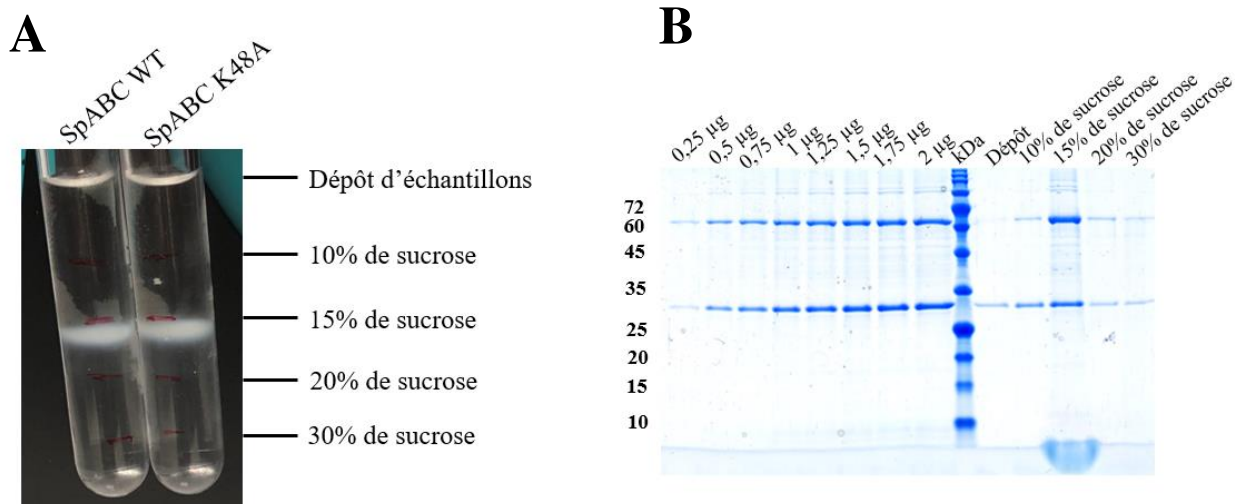 A
SpABC WT
SpABC K48A
Dépôt d’échantillons
10% de sucrose
15% de sucrose
20% de sucrose
30% de sucrose
B
0,25 µg
0,5 µg
0,75 µg
1 µg
1,25 µg
1,5 µg
1,75 µg
2 µg
kDa
Dépôt
10% de sucrose
15% de sucrose
20% de sucrose
30% de sucrose
72
60
45
35
25
20
15
10